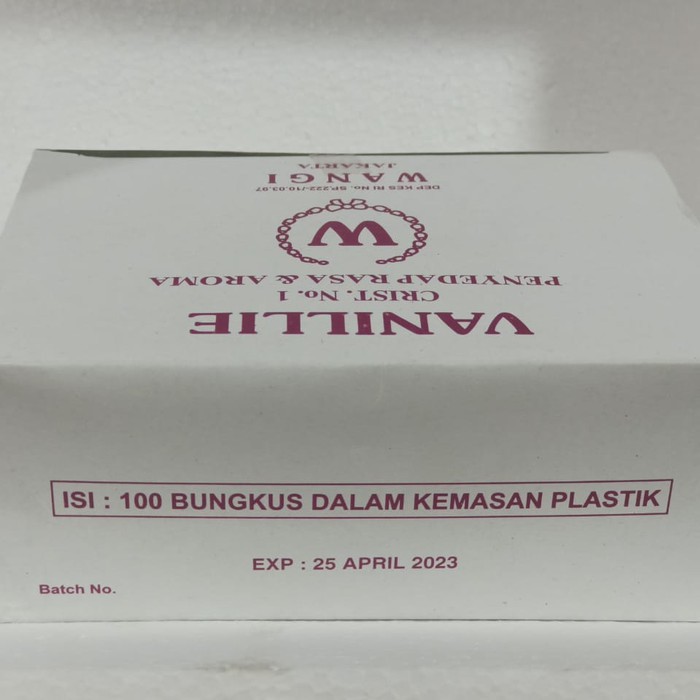 VANILLIE
CRIST. No. 1
PENYEDAP RASA & AROMA
W
DEP KES RI No. SP.222-/10.03.97
WANGI
JAKARTA
ISI : 100 BUNGKUS DALAM KEMASAN PLASTIK
EXP : 25 APRIL 2023
Batch No.